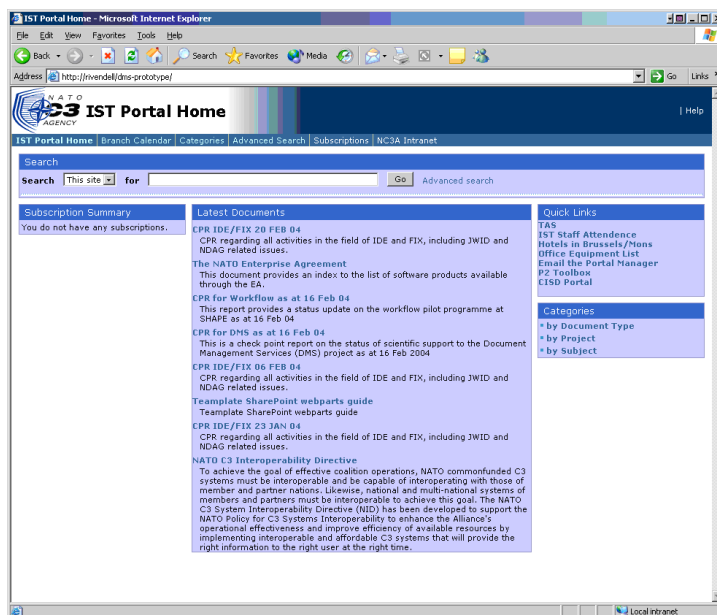 IST Portal Home - Microsoft Internet Explorer
File Edit View Favorites Tools Help
Back Search Favorites Media
Address http://rivendell/dms-prototype/ Go Links
NATO
C3
AGENCY
IST Portal Home
| Help
IST Portal Home | Branch Calendar | Categories | Advanced Search | Subscriptions | NC3A Intranet
Search
Search This site for Go Advanced search
Subscription Summary
You do not have any subscriptions.
Latest Documents
CPR IDE/FIX 20 FEB 04
CPR regarding all activities in the field of IDE and FIX, including JWID and
NDAG related issues.
The NATO Enterprise Agreement
This document provides an index to the list of software products available
through the EA.
CPR for Workflow as at 16 Feb 04
This report provides a status update on the workflow pilot programme at
SHAPE as at 16 Feb 04
CPR for DMS as at 16 Feb 04
This is a check point report on the status of scientific support to the Document
Management Services (DMS) project as at 16 Feb 2004
CPR IDE/FIX 06 FEB 04
CPR regarding all activities in the field of IDE and FIX, including JWID and
NDAG related issues.
Teamplate SharePoint webparts guide
Teamplate SharePoint webparts guide
CPR IDE/FIX 23 JAN 04
CPR regarding all activities in the field of IDE and FIX, including JWID and
NDAG related issues.
NATO C3 Interoperability Directive
To achieve the goal of effective coalition operations, NATO commonfunded C3
systems must be interoperable and be capable of interoperating with those of
member and partner nations. Likewise, national and multi-national systems of
members and partners must be interoperable to achieve this goal. The NATO
C3 System Interoperability Directive (NID) has been developed to support the
NATO Policy for C3 Systems Interoperability to enhance the Alliance's
operational effectiveness and improve efficiency of available resources by
implementing interoperable and affordable C3 systems that will provide the
right information to the right user at the right time.
Quick Links
TAS
IST Staff Attendence
Hotels in Brussels/Mons
Office Equipment List
Email the Portal Manager
P2 Toolbox
CISD Portal
Categories
• by Document Type
• by Project
• by Subject
Local intranet